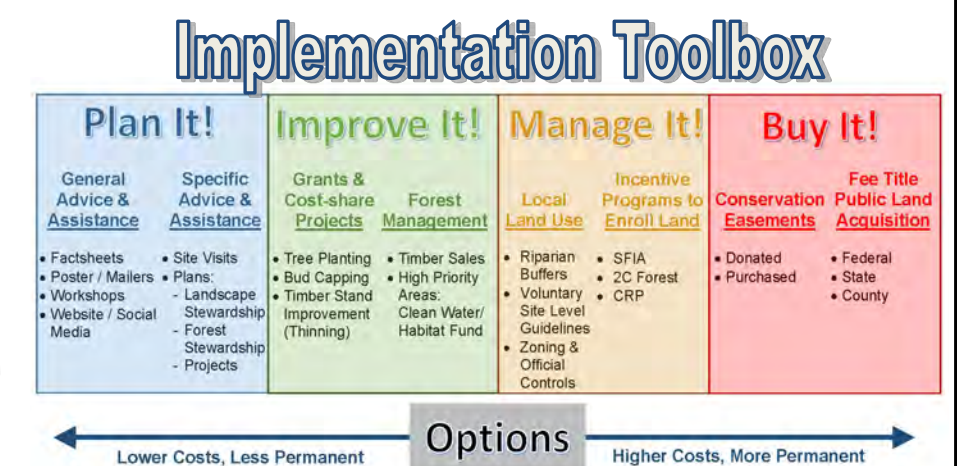 Implementation Toolbox
Plan It!
General
Advice &
Assistance
• Factsheets
• Poster / Mailers
• Workshops
• Website / Social
Media
Specific
Advice &
Assistance
• Site Visits
• Plans:
- Landscape
Stewardship
- Forest
Stewardship
- Projects
Improve It!
Grants &
Cost-share
Projects
• Tree Planting
• Bud Capping
• Timber Stand
Improvement
(Thinning)
Forest
Management
• Timber Sales
• High Priority
Areas:
Clean Water/
Habitat Fund
Manage It!
Local
Land Use
• Riparian
Buffers
• Voluntary
Site Level
Guidelines
• Zoning &
Official
Controls
Incentive
Programs to
Enroll Land
• SFIA
• 2C Forest
• CRP
Buy It!
Conservation
Easements
• Donated
• Purchased
Fee Title
Public Land
Acquisition
• Federal
• State
• County
Options
Lower Costs, Less Permanent
Higher Costs, More Permanent